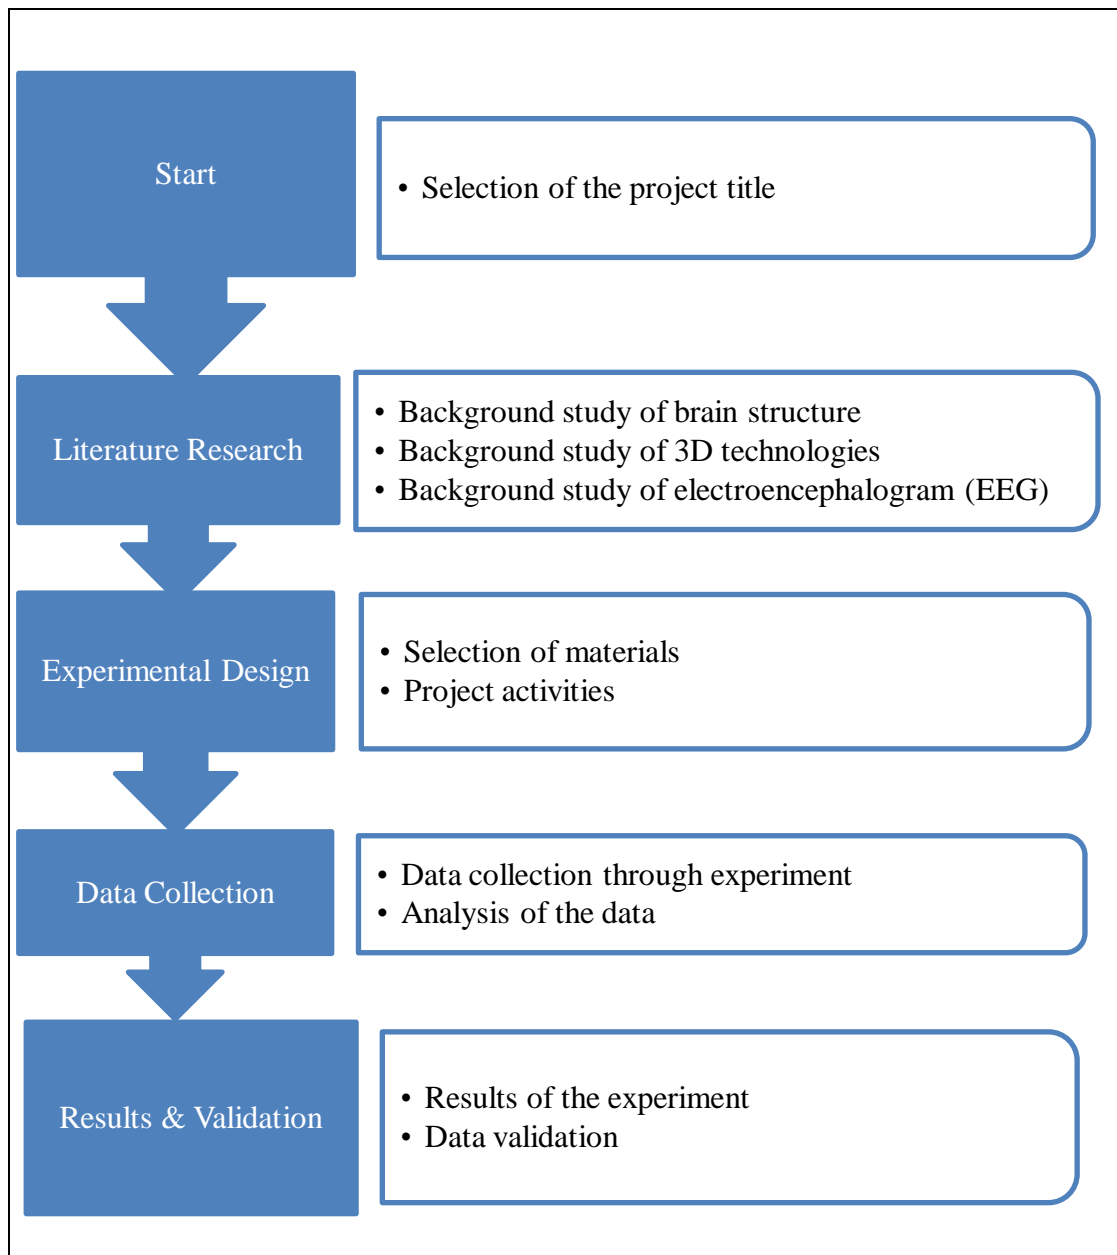 Start
• Selection of the project title
Literature Research
• Background study of brain structure
• Background study of 3D technologies
• Background study of electroencephalogram (EEG)
Experimental Design
• Selection of materials
• Project activities
Data Collection
• Data collection through experiment
• Analysis of the data
Results & Validation
• Results of the experiment
• Data validation